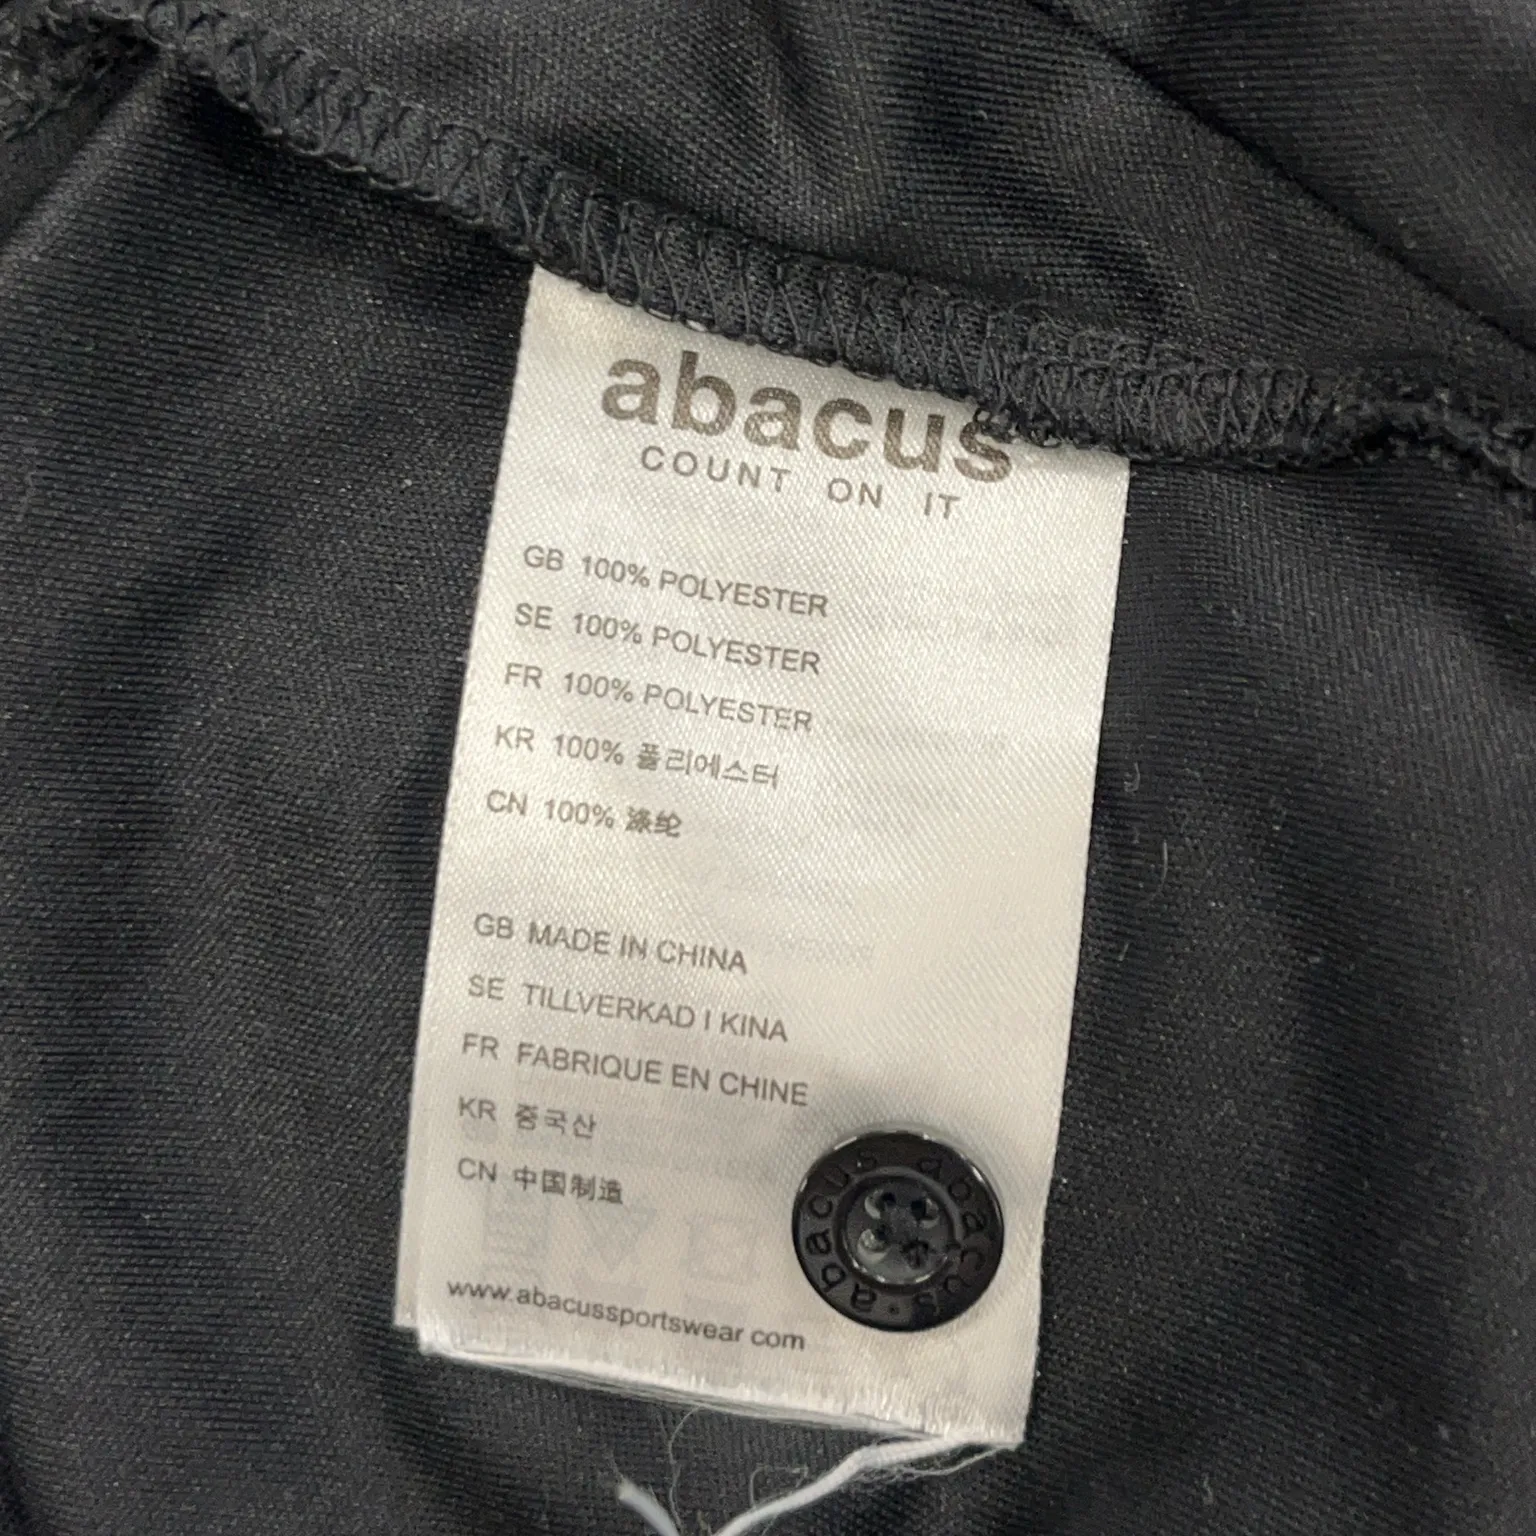 abacus
COUNT ON IT
GB 100% POLYESTER
SE 100% POLYESTER
FR 100% POLYESTER
KR 100% 폴리에스터
CN 100% 涤纶
GB MADE IN CHINA
SE TILLVERKAD I KINA
FR FABRIQUE EN CHINE
KR 중국산
CN 中国制造
www.abacussportswear.com
abacus · abacus